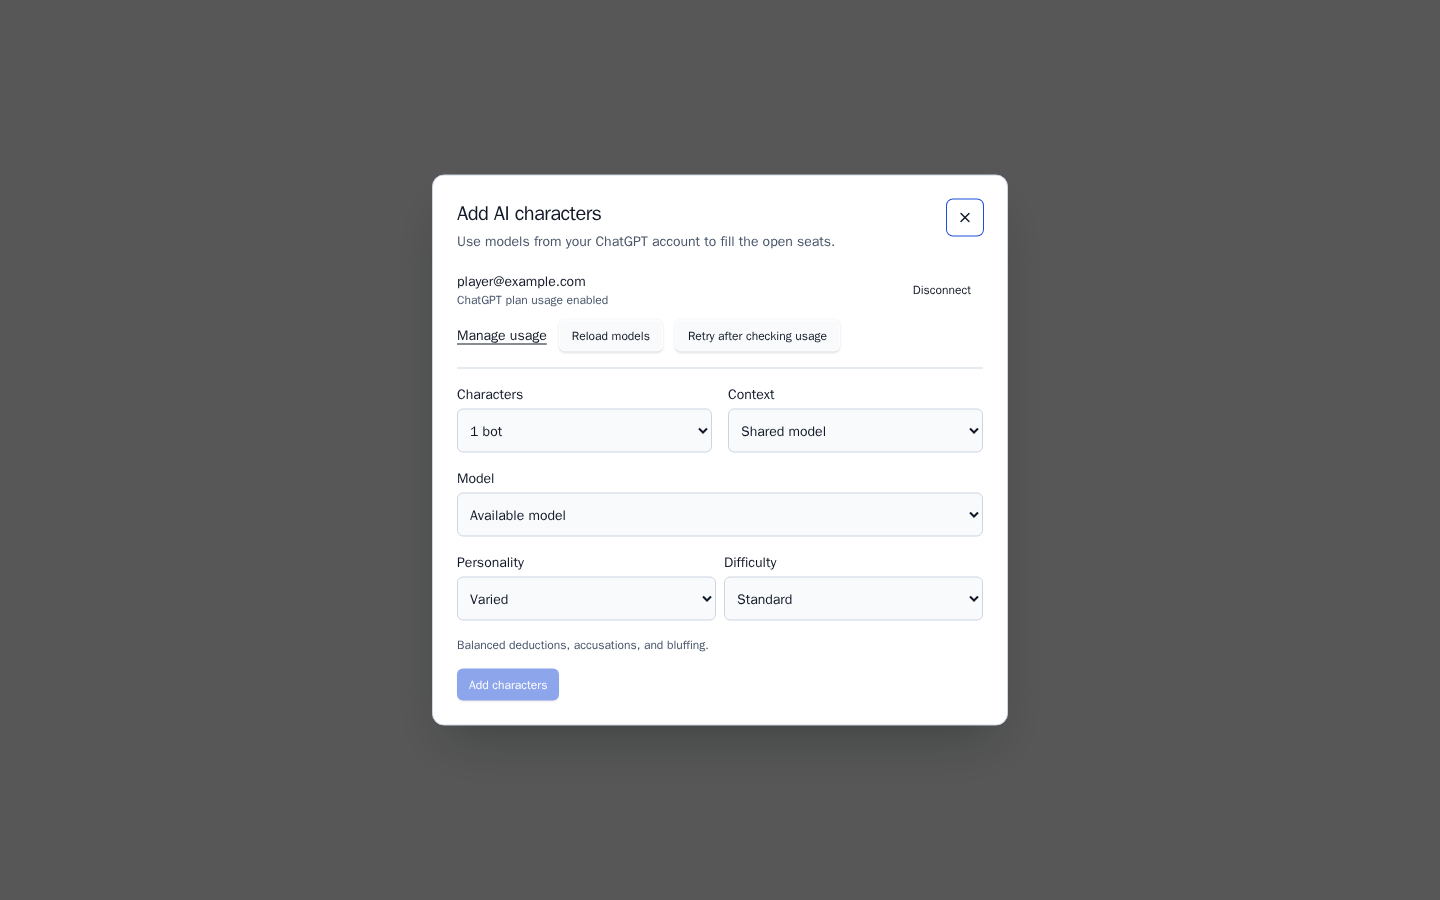 Add AI characters
Use models from your ChatGPT account to fill the open seats.
player@example.com
ChatGPT plan usage enabled
Disconnect
Manage usage
Reload models
Retry after checking usage
Characters
Context
1 bot
Shared model
Model
Available model
Personality
Difficulty
Varied
Standard
Balanced deductions, accusations, and bluffing.
Add characters